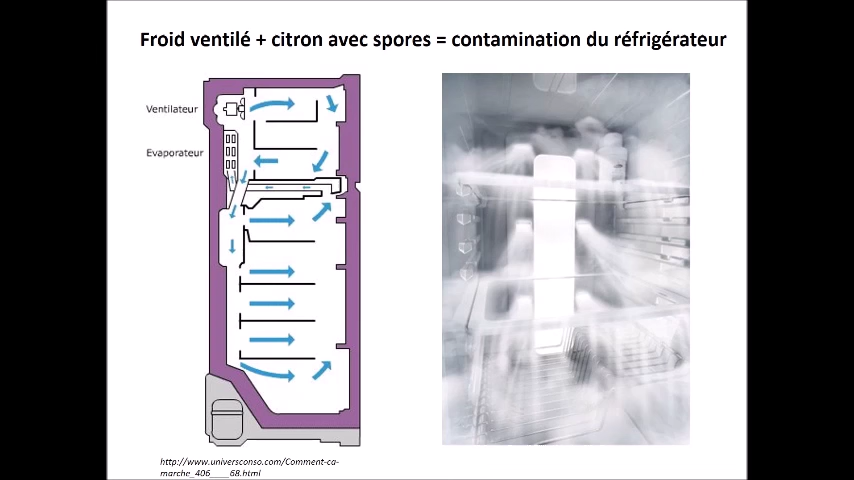 Froid ventilé + citron avec spores = contamination du réfrigérateur
Ventilateur
Evaporateur
http://www.universconso.com/Comment-ca-
marche_406____68.html